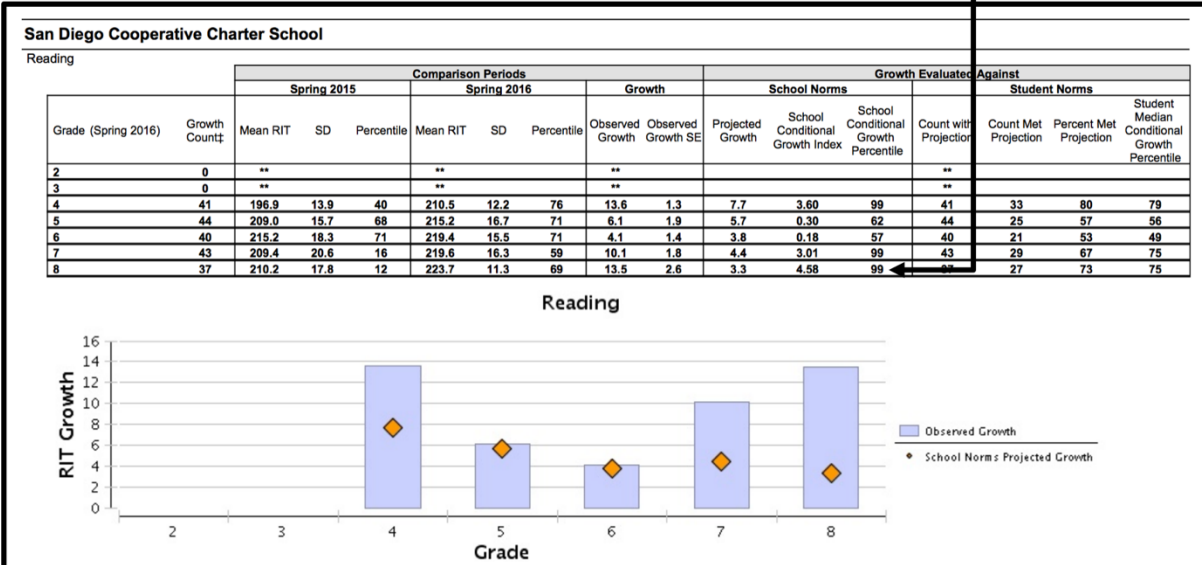 San Diego Cooperative Charter School
Reading
Comparison Periods Growth Evaluated Against
Spring 2015 Spring 2016 Growth School Norms Student Norms
Grade (Spring 2016) Growth Count‡ Mean RIT SD Percentile Mean RIT SD Percentile Observed Growth Observed Growth SE Projected Growth School Conditional Growth Index School Conditional Growth Percentile Count with Projection Count Met Projection Percent Met Projection Student Median Conditional Growth Percentile
2 0 ** ** ** **
3 0 ** ** ** **
4 41 196.9 13.9 40 210.5 12.2 76 13.6 1.3 7.7 3.60 99 41 33 80 79
5 44 209.0 15.7 68 215.2 16.7 71 6.1 1.9 5.7 0.30 62 44 25 57 56
6 40 215.2 18.3 71 219.4 15.5 71 4.1 1.4 3.8 0.18 57 40 21 53 49
7 43 209.4 20.6 16 219.6 16.3 59 10.1 1.8 4.4 3.01 99 43 29 67 75
8 37 210.2 17.8 12 223.7 11.3 69 13.5 2.6 3.3 4.58 99 27 73 75
Reading
16
14
12
10
8
6
4
2
0
RIT Growth
2 3 4 5 6 7 8
Grade
Observed Growth
School Norms Projected Growth